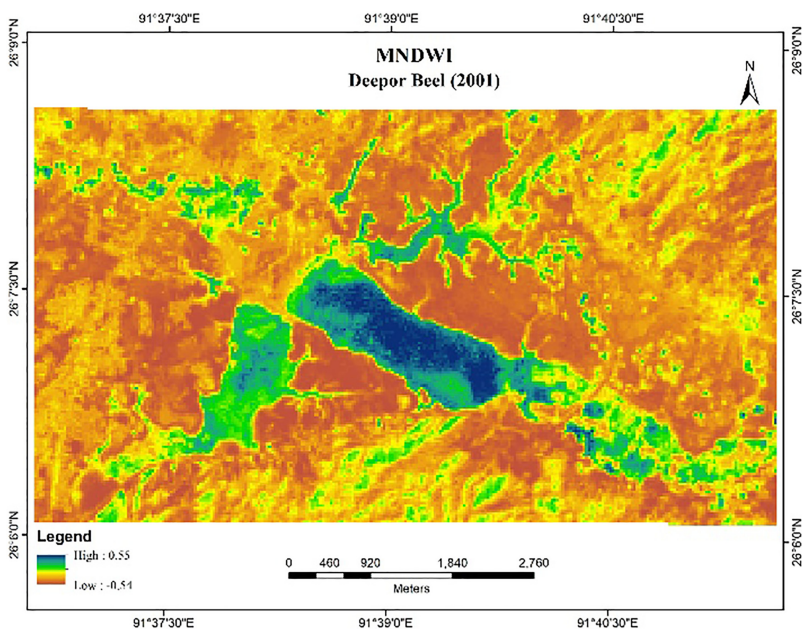 91°37'30"E 91°39'0"E 91°40'30"E
26°9'0"N 26°9'0"N
MNDWI
Deepor Beel (2001)
N
26°7'30"N 26°7'30"N
26°6'0"N 26°6'0"N
Legend
High : 0.55
Low : -0.54
0 460 920 1,840 2,760
Meters
91°37'30"E 91°39'0"E 91°40'30"E